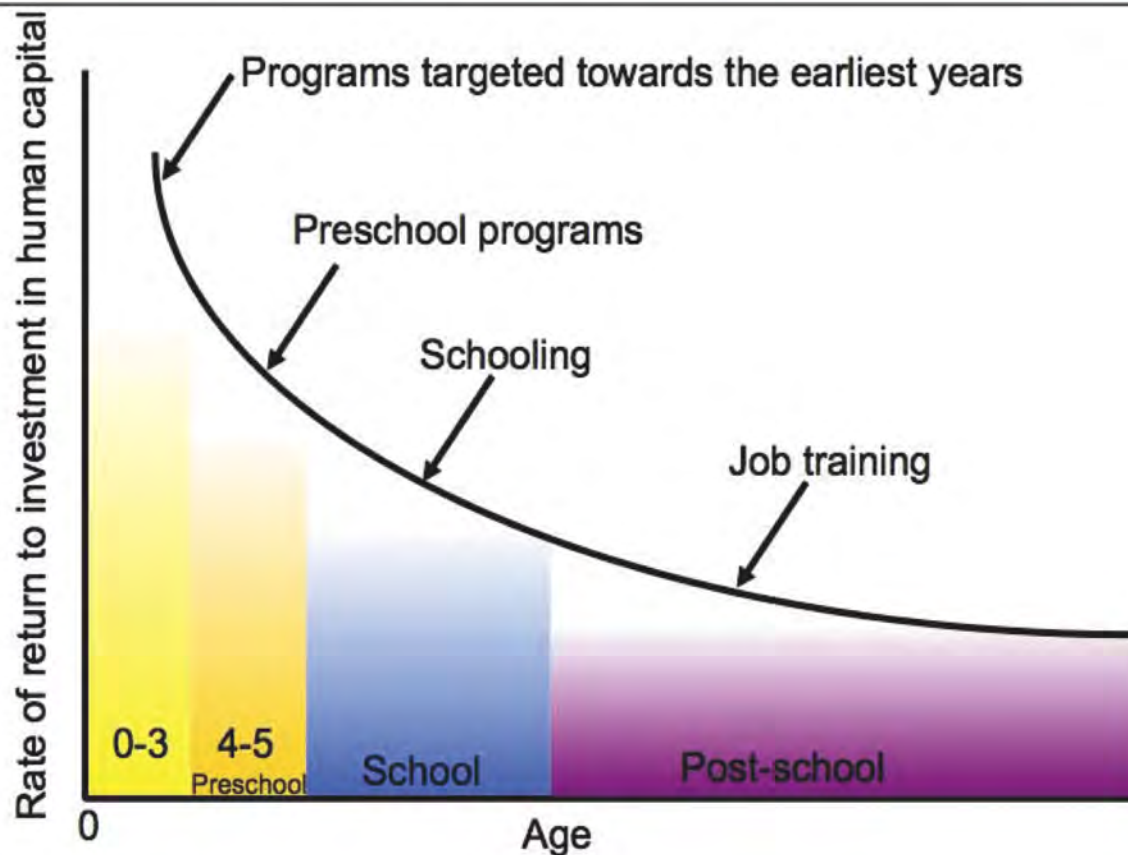 Rate of return to investment in human capital
Programs targeted towards the earliest years
Preschool programs
Schooling
Job training
0-3
4-5
Preschool
School
Post-school
0
Age